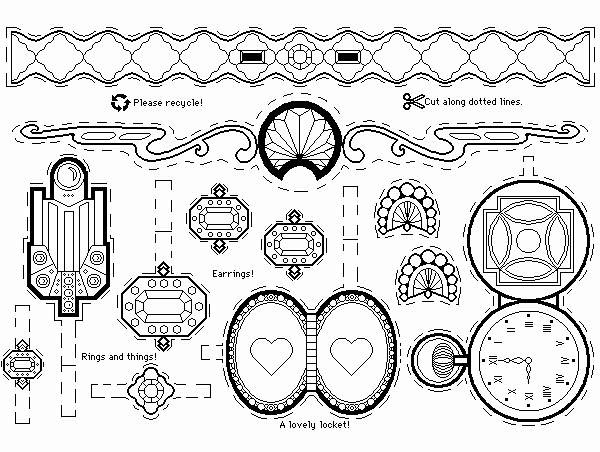 Please recycle!
Cut along dotted lines.
Earrings!
Rings and things!
A lovely locket!